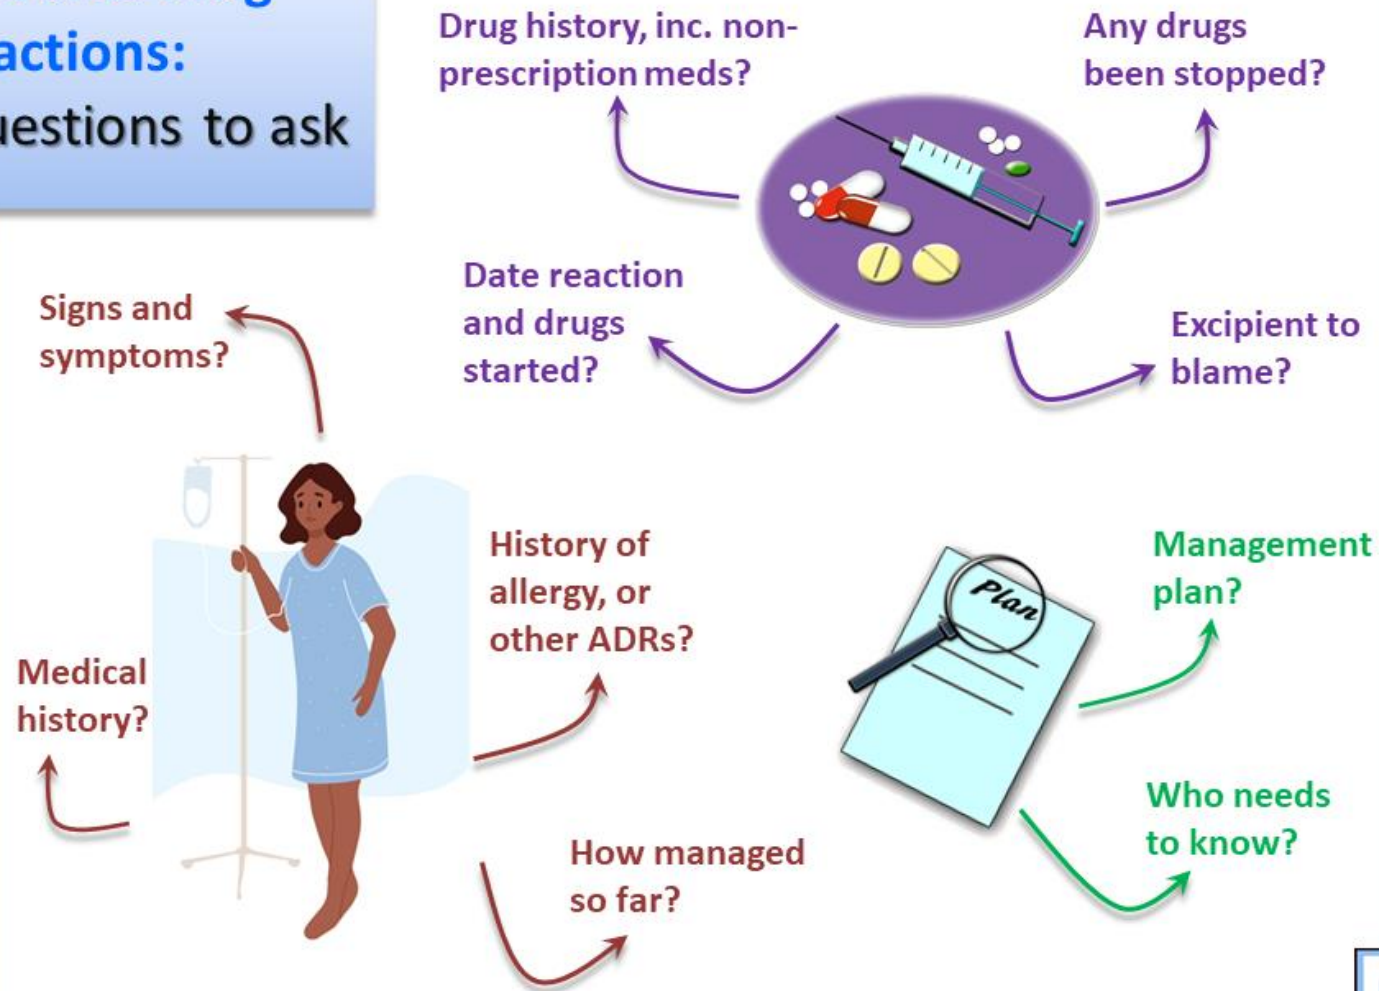 actions:
uestions to ask
Drug history, inc. non-
prescription meds?
Any drugs
been stopped?
Date reaction
and drugs
started?
Excipient to
blame?
Signs and
symptoms?
History of
allergy, or
other ADRs?
Medical
history?
How managed
so far?
Plan
Management
plan?
Who needs
to know?